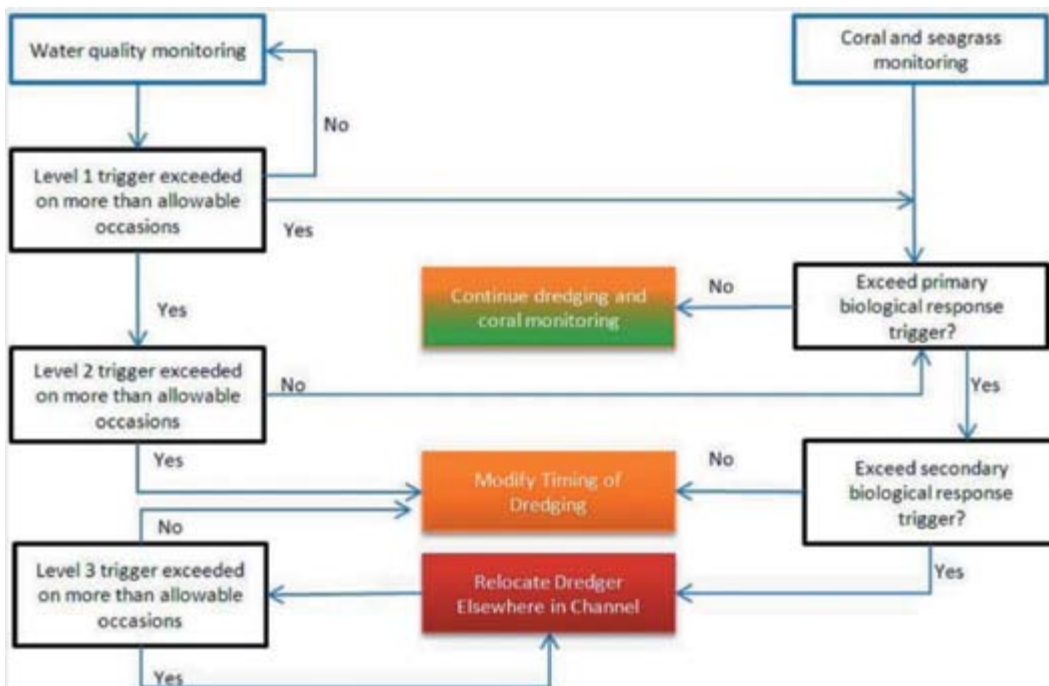 Water quality monitoring
Coral and seagrass
monitoring
No
Level 1 trigger exceeded
on more than allowable
occasions
Yes
Yes
Continue dredging and
coral monitoring
No
Exceed primary
biological response
trigger?
Level 2 trigger exceeded
on more than allowable
occasions
No
Yes
Yes
Modify Timing of
Dredging
No
Exceed secondary
biological response
trigger?
No
Level 3 trigger exceeded
on more than allowable
occasions
Relocate Dredger
Elsewhere in Channel
Yes
Yes